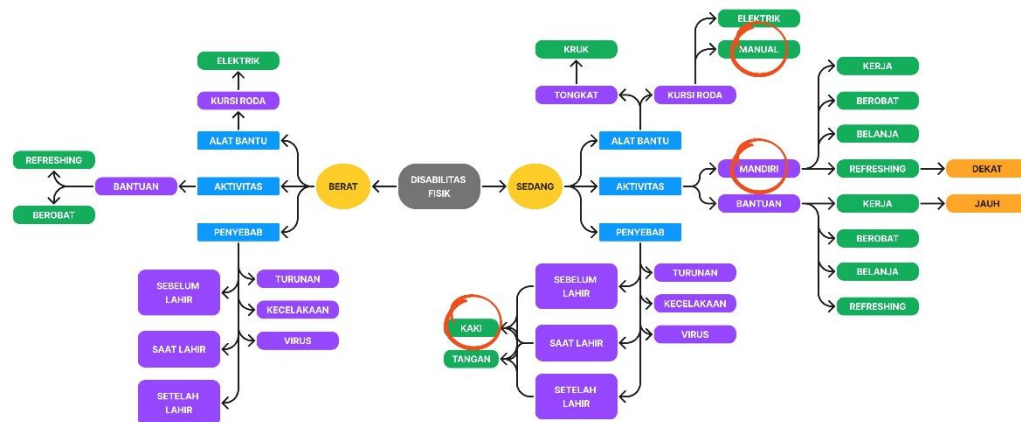 ELEKTRIK
KURSI RODA
ALAT BANTU
REFRESHING
BANTUAN
AKTIVITAS
BERAT
BEROBAT
PENYEBAB
SEBELUM
LAHIR
TURUNAN
KECELAKAAN
SAAT LAHIR
VIRUS
SETELAH
LAHIR
DISABILITAS
FISIK
SEDANG
ELEKTRIK
KRUK
MANUAL
TONGKAT
KURSI RODA
ALAT BANTU
AKTIVITAS
MANDIRI
KERJA
BEROBAT
BELANJA
REFRESHING
DEKAT
BANTUAN
KERJA
JAUH
BEROBAT
BELANJA
REFRESHING
PENYEBAB
SEBELUM
LAHIR
TURUNAN
KECELAKAAN
KAKI
SAAT LAHIR
VIRUS
TANGAN
SETELAH
LAHIR